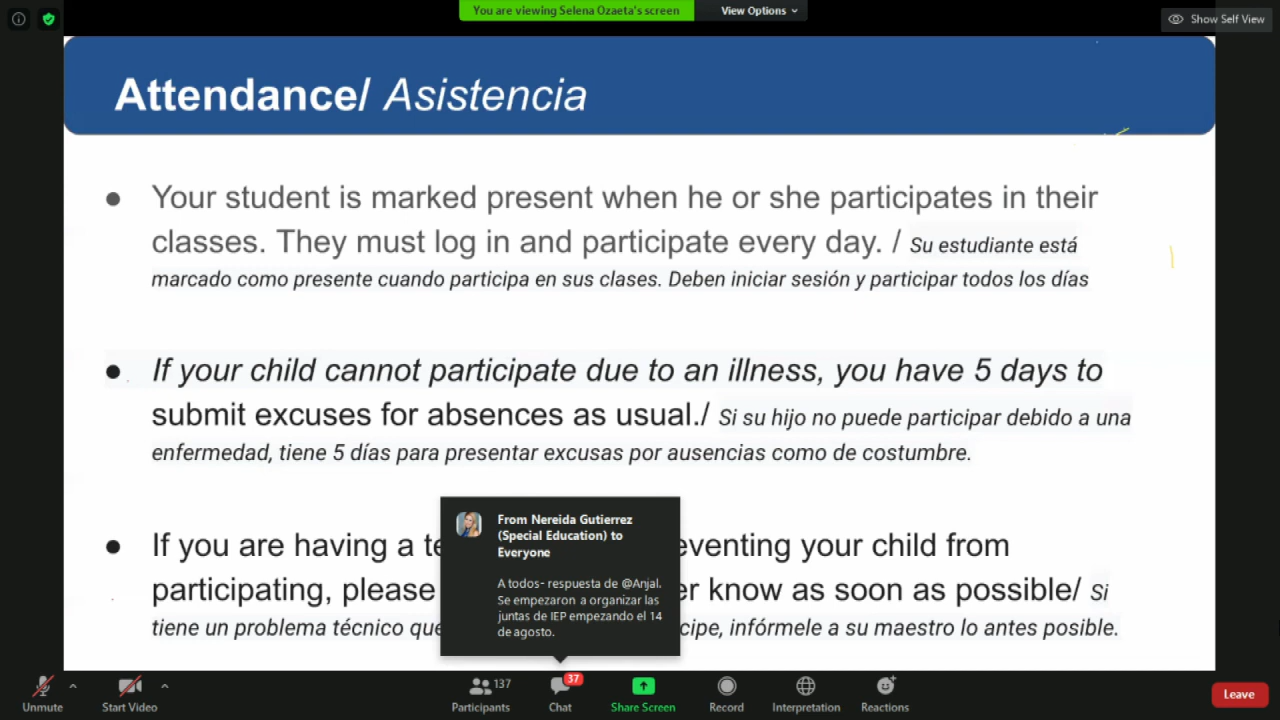 You are viewing Selena Ozaeta's screen
View Options
Show Self View
Attendance/ Asistencia
● Your student is marked present when he or she participates in their
classes. They must log in and participate every day. / Su estudiante está
marcado como presente cuando participa en sus clases. Deben iniciar sesión y participar todos los días
● If your child cannot participate due to an illness, you have 5 days to
submit excuses for absences as usual./ Si su hijo no puede participar debido a una
enfermedad, tiene 5 días para presentar excusas por ausencias como de costumbre.
● If you are having a your child from
participating, please know as soon as possible/ Si
tiene un problema técnico infórmele a su maestro lo antes posible.
From Nereida Gutierrez
(Special Education) to
Everyone
A todos- respuesta de @Anjal.
Se empezaron a organizar las
juntas de IEP empezando el 14
de agosto.
37
137
Unmute
Start Video
Participants
Chat
Share Screen
Record
Interpretation
Reactions
Leave